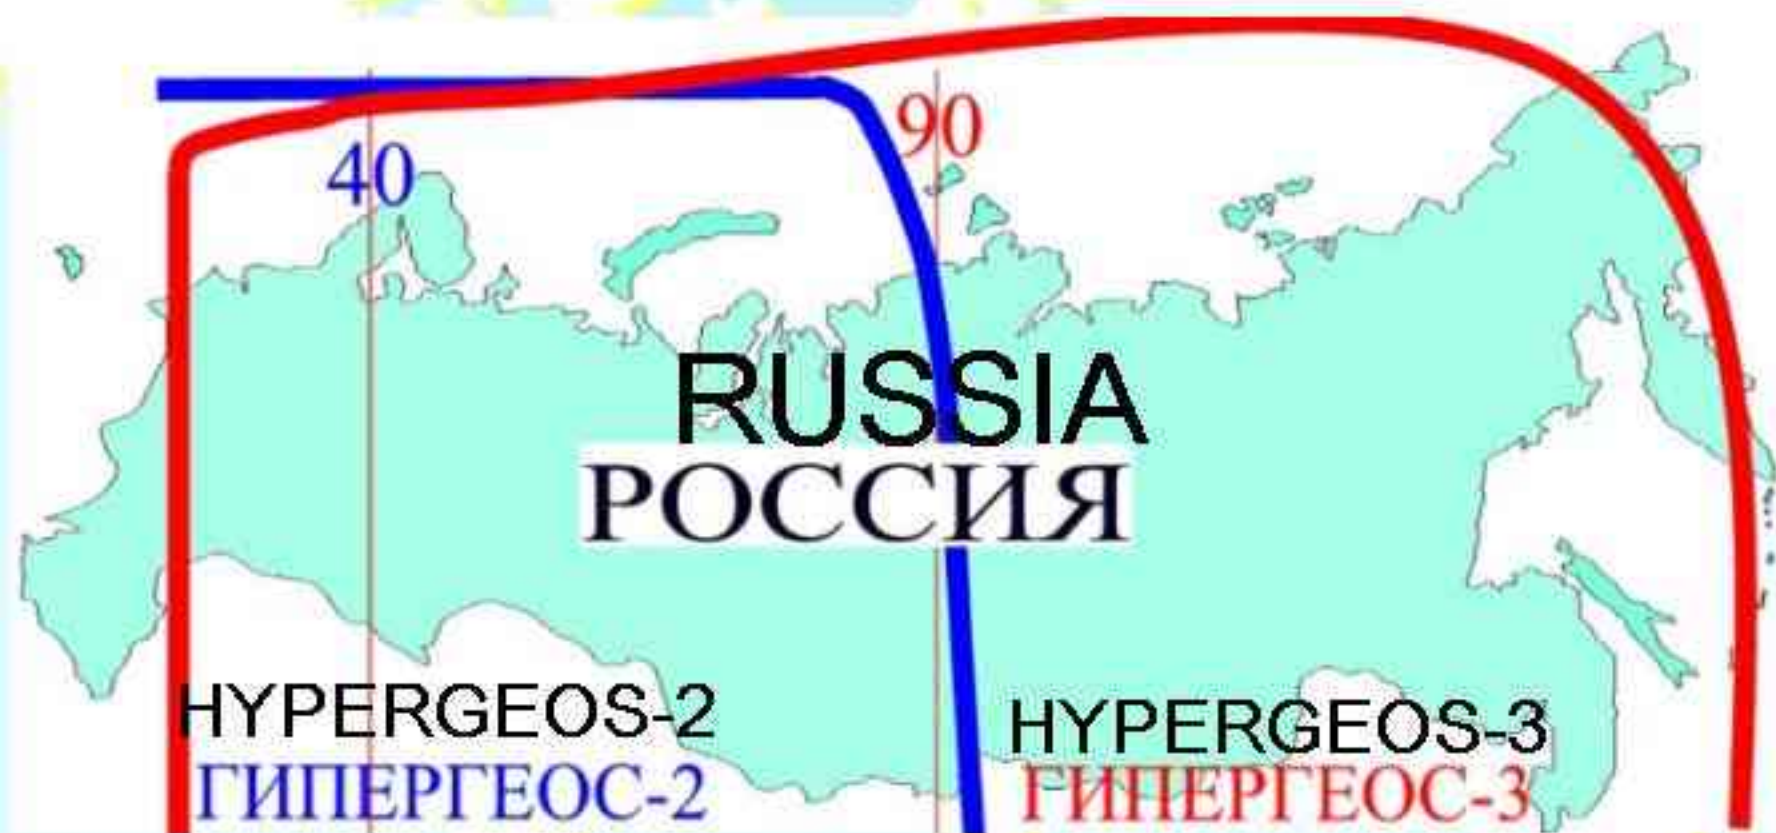 40
90
RUSSIA
РОССИЯ
HYPERGEOS-2
ГИПЕРГЕОС-2
HYPERGEOS-3
ГИПЕРГЕОС-3